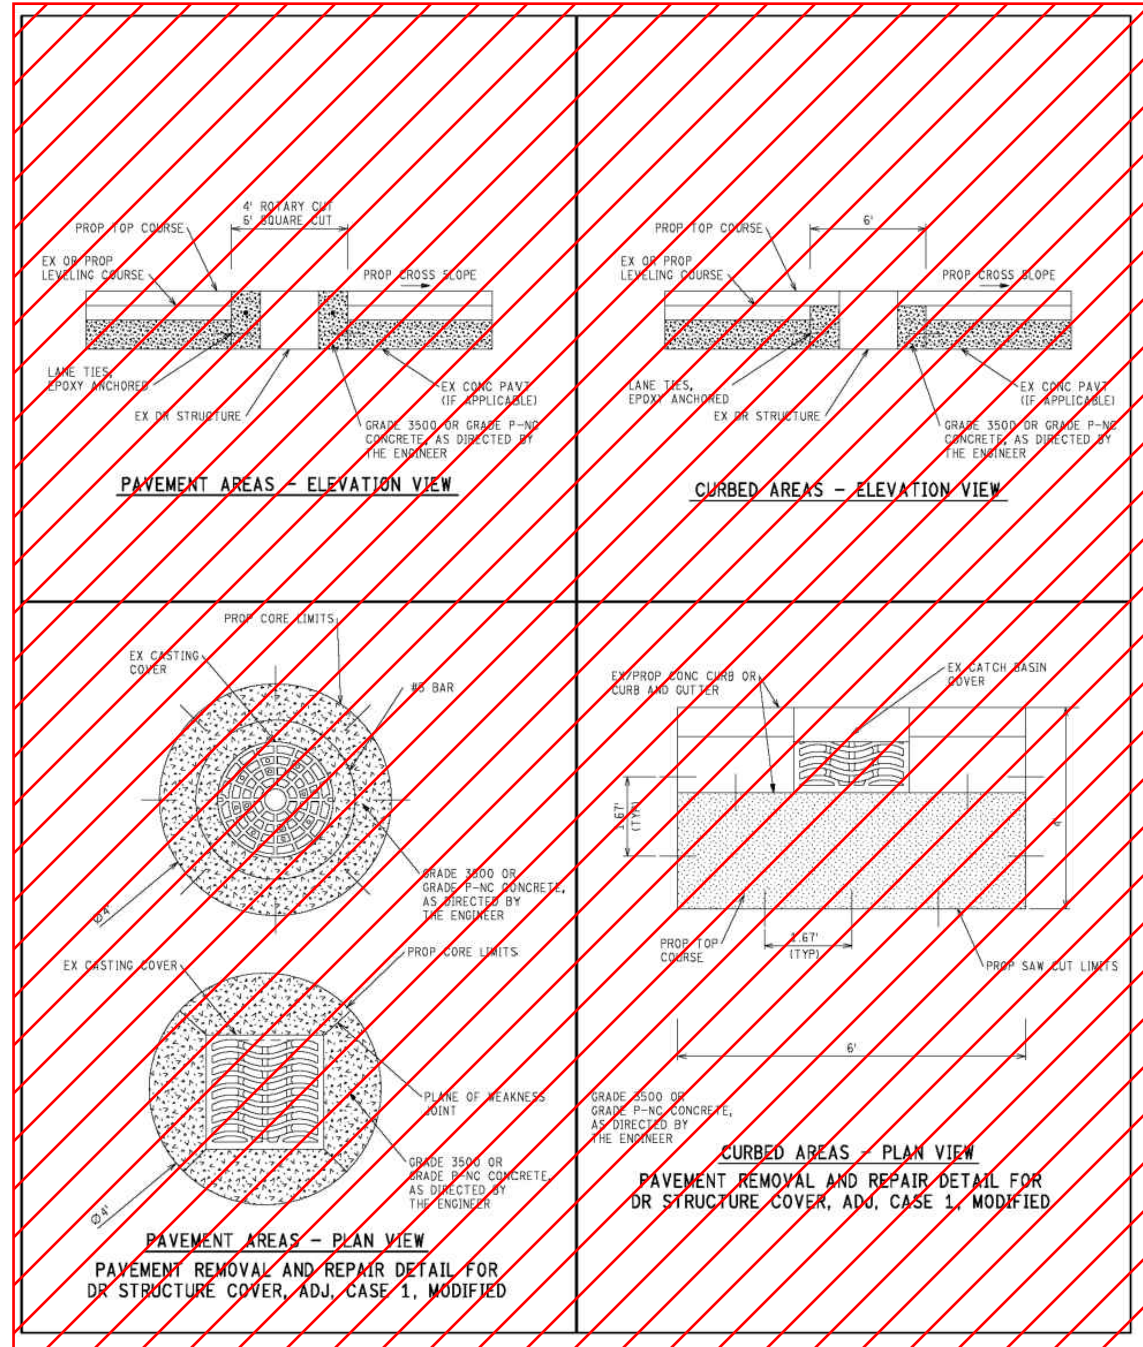 4' ROTARY CUT
6' SQUARE CUT
PROP TOP COURSE
EX OR PROP
LEVELING COURSE
PROP CROSS SLOPE
LANE TIES,
EPOXY ANCHORED
EX DR STRUCTURE
EX CONC PAVT
(IF APPLICABLE)
GRADE 3500 OR GRADE P-NC
CONCRETE, AS DIRECTED BY
THE ENGINEER
PAVEMENT AREAS - ELEVATION VIEW
PROP TOP COURSE
6'
EX OR PROP
LEVELING COURSE
PROP CROSS SLOPE
LANE TIES,
EPOXY ANCHORED
EX DR STRUCTURE
EX CONC PAVT
(IF APPLICABLE)
GRADE 3500 OR GRADE P-NC
CONCRETE, AS DIRECTED BY
THE ENGINEER
CURBED AREAS - ELEVATION VIEW
PROP CORE LIMITS
EX CASTING
COVER
#5 BAR
GRADE 3500 OR
GRADE P-NC CONCRETE,
AS DIRECTED BY
THE ENGINEER
Ø4'
PROP CORE LIMITS
EX CASTING COVER
PLANE OF WEAKNESS
JOINT
GRADE 3500 OR
GRADE P-NC CONCRETE,
AS DIRECTED BY
THE ENGINEER
Ø4'
PAVEMENT AREAS - PLAN VIEW
PAVEMENT REMOVAL AND REPAIR DETAIL FOR
DR STRUCTURE COVER, ADJ, CASE 1, MODIFIED
EX/PROP CONC CURB OR
CURB AND GUTTER
EX CATCH BASIN
COVER
1.67'
(TYP)
4'
PROP TOP
COURSE
1.67'
(TYP)
PROP SAW CUT LIMITS
6'
GRADE 3500 OR
GRADE P-NC CONCRETE,
AS DIRECTED BY
THE ENGINEER
CURBED AREAS - PLAN VIEW
PAVEMENT REMOVAL AND REPAIR DETAIL FOR
DR STRUCTURE COVER, ADJ, CASE 1, MODIFIED